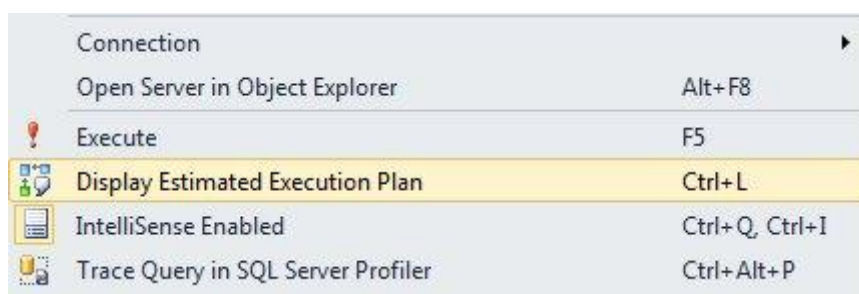 Connection
Open Server in Object Explorer Alt+F8
Execute F5
Display Estimated Execution Plan Ctrl+L
IntelliSense Enabled Ctrl+Q, Ctrl+I
Trace Query in SQL Server Profiler Ctrl+Alt+P